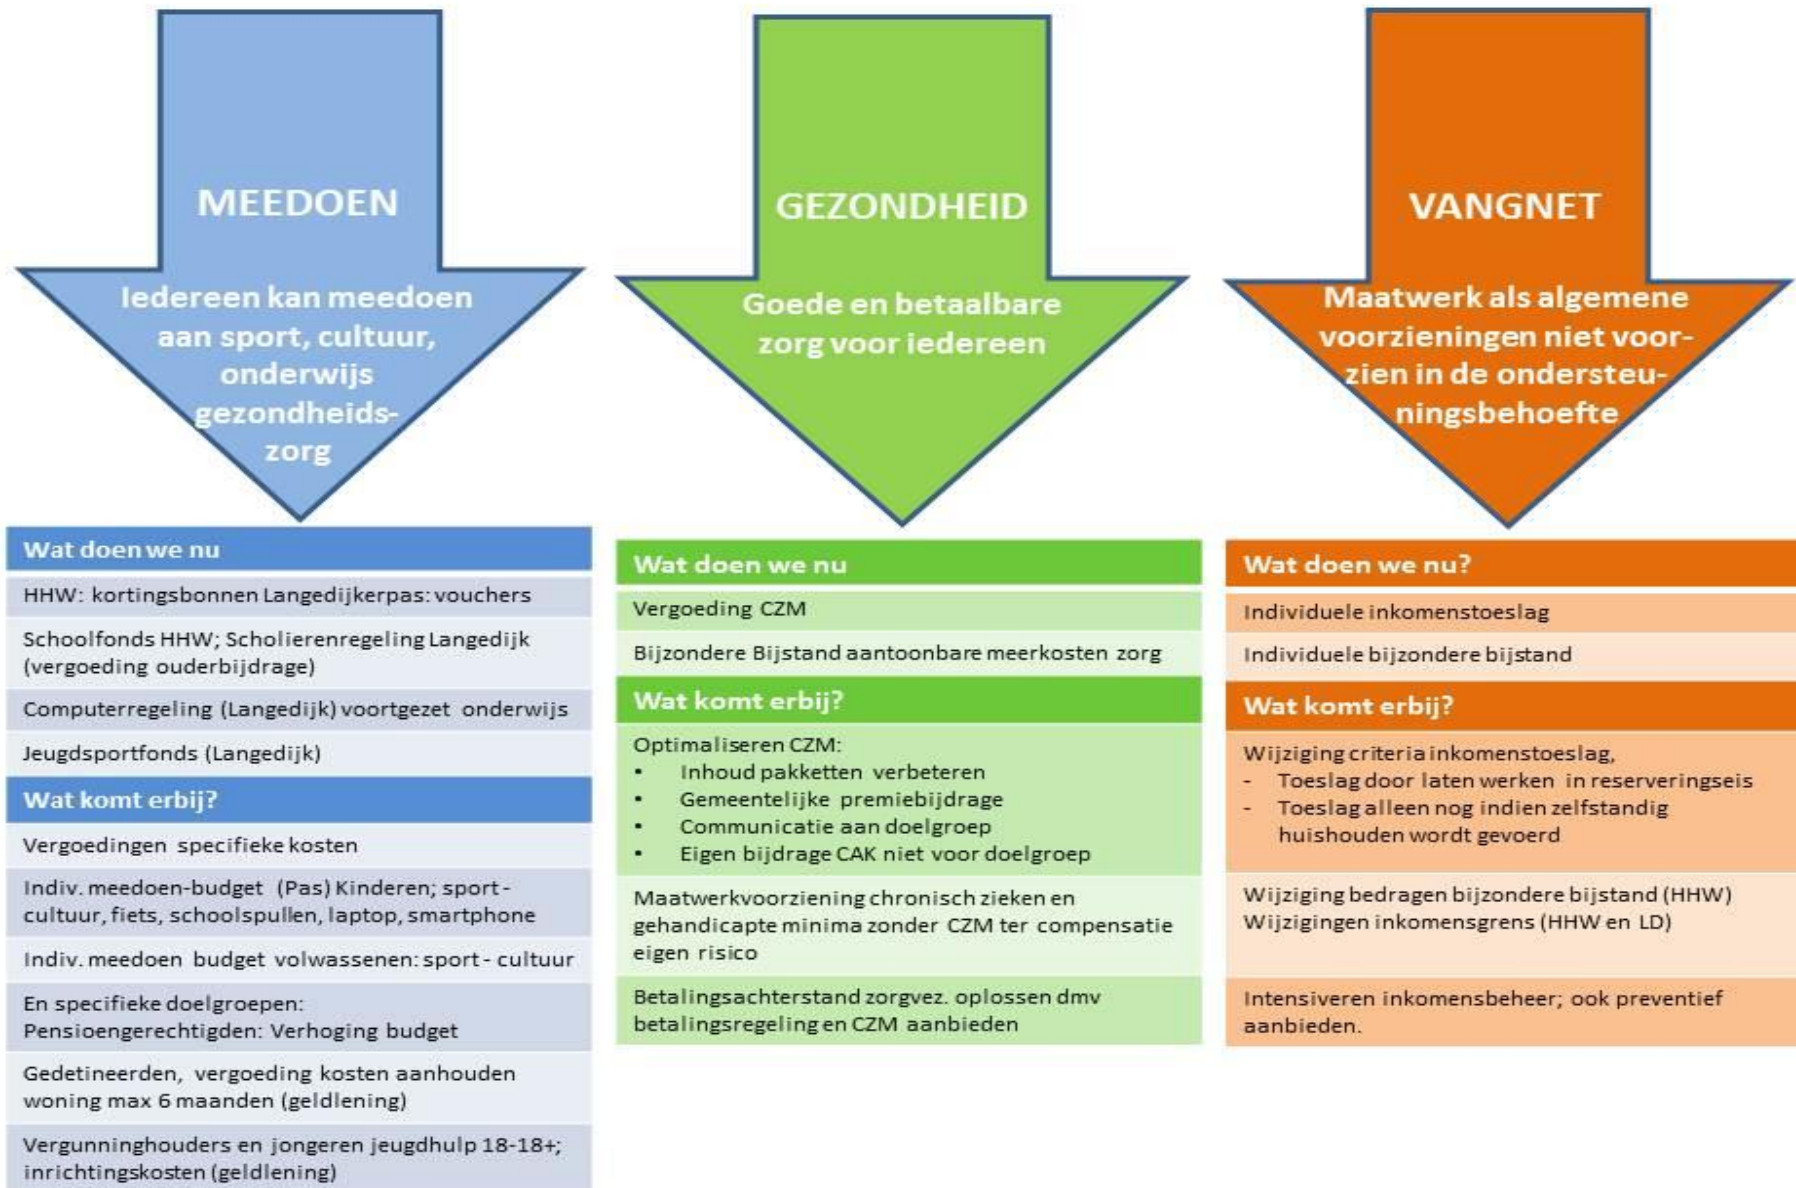 MEEDOEN
Iedereen kan meedoen
aan sport, cultuur,
onderwijs
gezondheids-
zorg
Wat doen we nu
HHW: kortingsbonnen Langedijkerpas: vouchers
Schoolfonds HHW; Scholierenregeling Langedijk
(vergoeding ouderbijdrage)
Computerregeling (Langedijk) voortgezet onderwijs
Jeugdsportfonds (Langedijk)
Wat komt erbij?
Vergoedingen specifieke kosten
Indiv. meedoen-budget (Pas) Kinderen; sport -
cultuur, fiets, schoolspullen, laptop, smartphone
Indiv. meedoen budget volwassenen: sport - cultuur
En specifieke doelgroepen:
Pensioengerechtigden: Verhoging budget
Gedetineerden, vergoeding kosten aanhouden
woning max 6 maanden (geldlening)
Vergunninghouders en jongeren jeugdhulp 18-18+;
inrichtingskosten (geldlening)
GEZONDHEID
Goede en betaalbare
zorg voor iedereen
Wat doen we nu
Vergoeding CZM
Bijzondere Bijstand aantoonbare meerkosten zorg
Wat komt erbij?
Optimaliseren CZM:
• Inhoud pakketten verbeteren
• Gemeentelijke premiebijdrage
• Communicatie aan doelgroep
• Eigen bijdrage CAK niet voor doelgroep
Maatwerkvoorziening chronisch zieken en
gehandicapte minima zonder CZM ter compensatie
eigen risico
Betalingsachterstand zorgvez. oplossen dmv
betalingsregeling en CZM aanbieden
VANGNET
Maatwerk als algemene
voorzieningen niet voor-
zien in de ondersteu-
ningsbehoefte
Wat doen we nu?
Individuele inkomenstoeslag
Individuele bijzondere bijstand
Wat komt erbij?
Wijziging criteria inkomenstoeslag,
- Toeslag door laten werken in reserveringseis
- Toeslag alleen nog indien zelfstandig
huishouden wordt gevoerd
Wijziging bedragen bijzondere bijstand (HHW)
Wijzigingen inkomensgrens (HHW en LD)
Intensiveren inkomensbeheer; ook preventief
aanbieden.